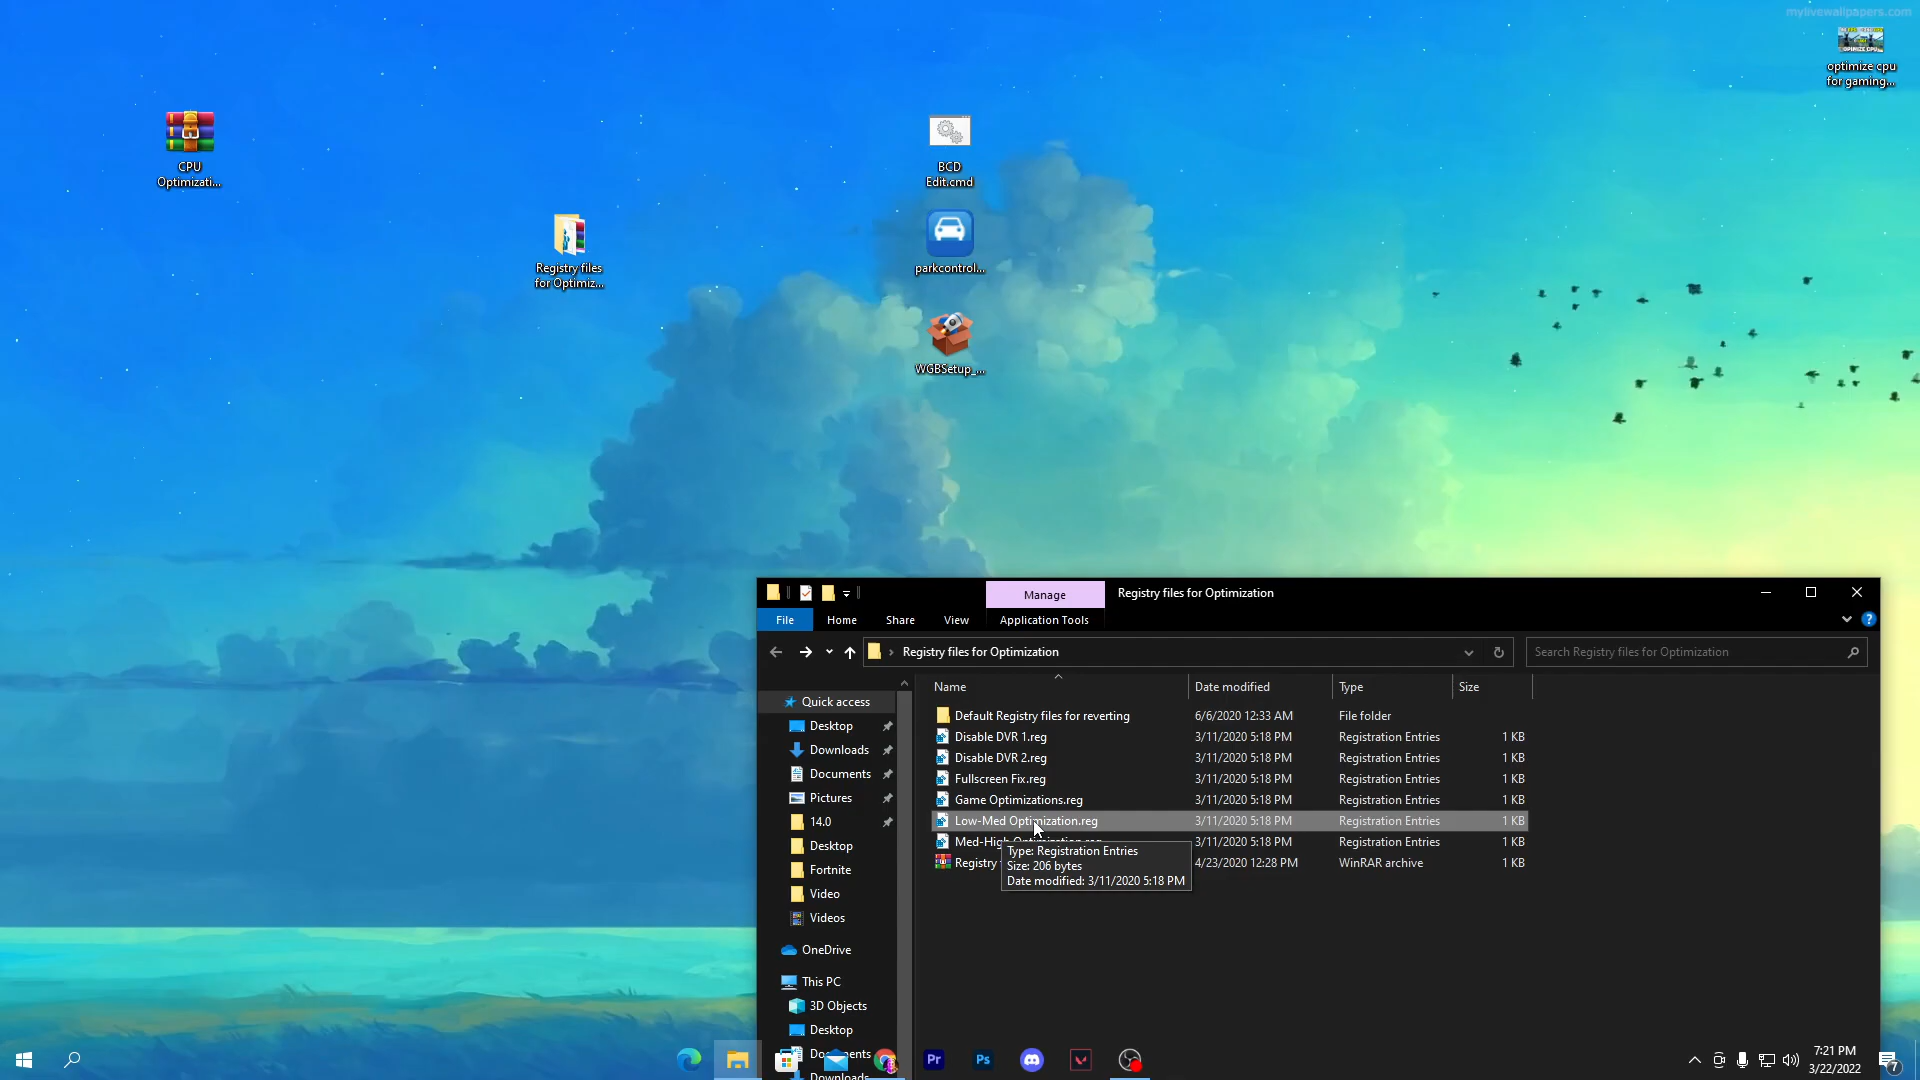 mylivewallpapers.com
optimize cpu
for gaming...
CPU
Optimizati...
BCD
Edit.cmd
Registry files
for Optimiz...
parkcontrol...
WGBSetup_...
Manage
Registry files for Optimization
File
Home
Share
View
Application Tools
Registry files for Optimization
Search Registry files for Optimization
Name
Date modified
Type
Size
Quick access
Desktop
Downloads
Documents
Pictures
14.0
Desktop
Fortnite
Video
Videos
OneDrive
This PC
3D Objects
Desktop
Documents
Downloads
Default Registry files for reverting 6/6/2020 12:33 AM File folder
Disable DVR 1.reg 3/11/2020 5:18 PM Registration Entries 1 KB
Disable DVR 2.reg 3/11/2020 5:18 PM Registration Entries 1 KB
Fullscreen Fix.reg 3/11/2020 5:18 PM Registration Entries 1 KB
Game Optimizations.reg 3/11/2020 5:18 PM Registration Entries 1 KB
Low-Med Optimization.reg 3/11/2020 5:18 PM Registration Entries 1 KB
Med-High Optimization.reg 3/11/2020 5:18 PM Registration Entries 1 KB
Registry 4/23/2020 12:28 PM WinRAR archive 1 KB
Type: Registration Entries
Size: 206 bytes
Date modified: 3/11/2020 5:18 PM
Pr
Ps
7:21 PM
3/22/2022
7